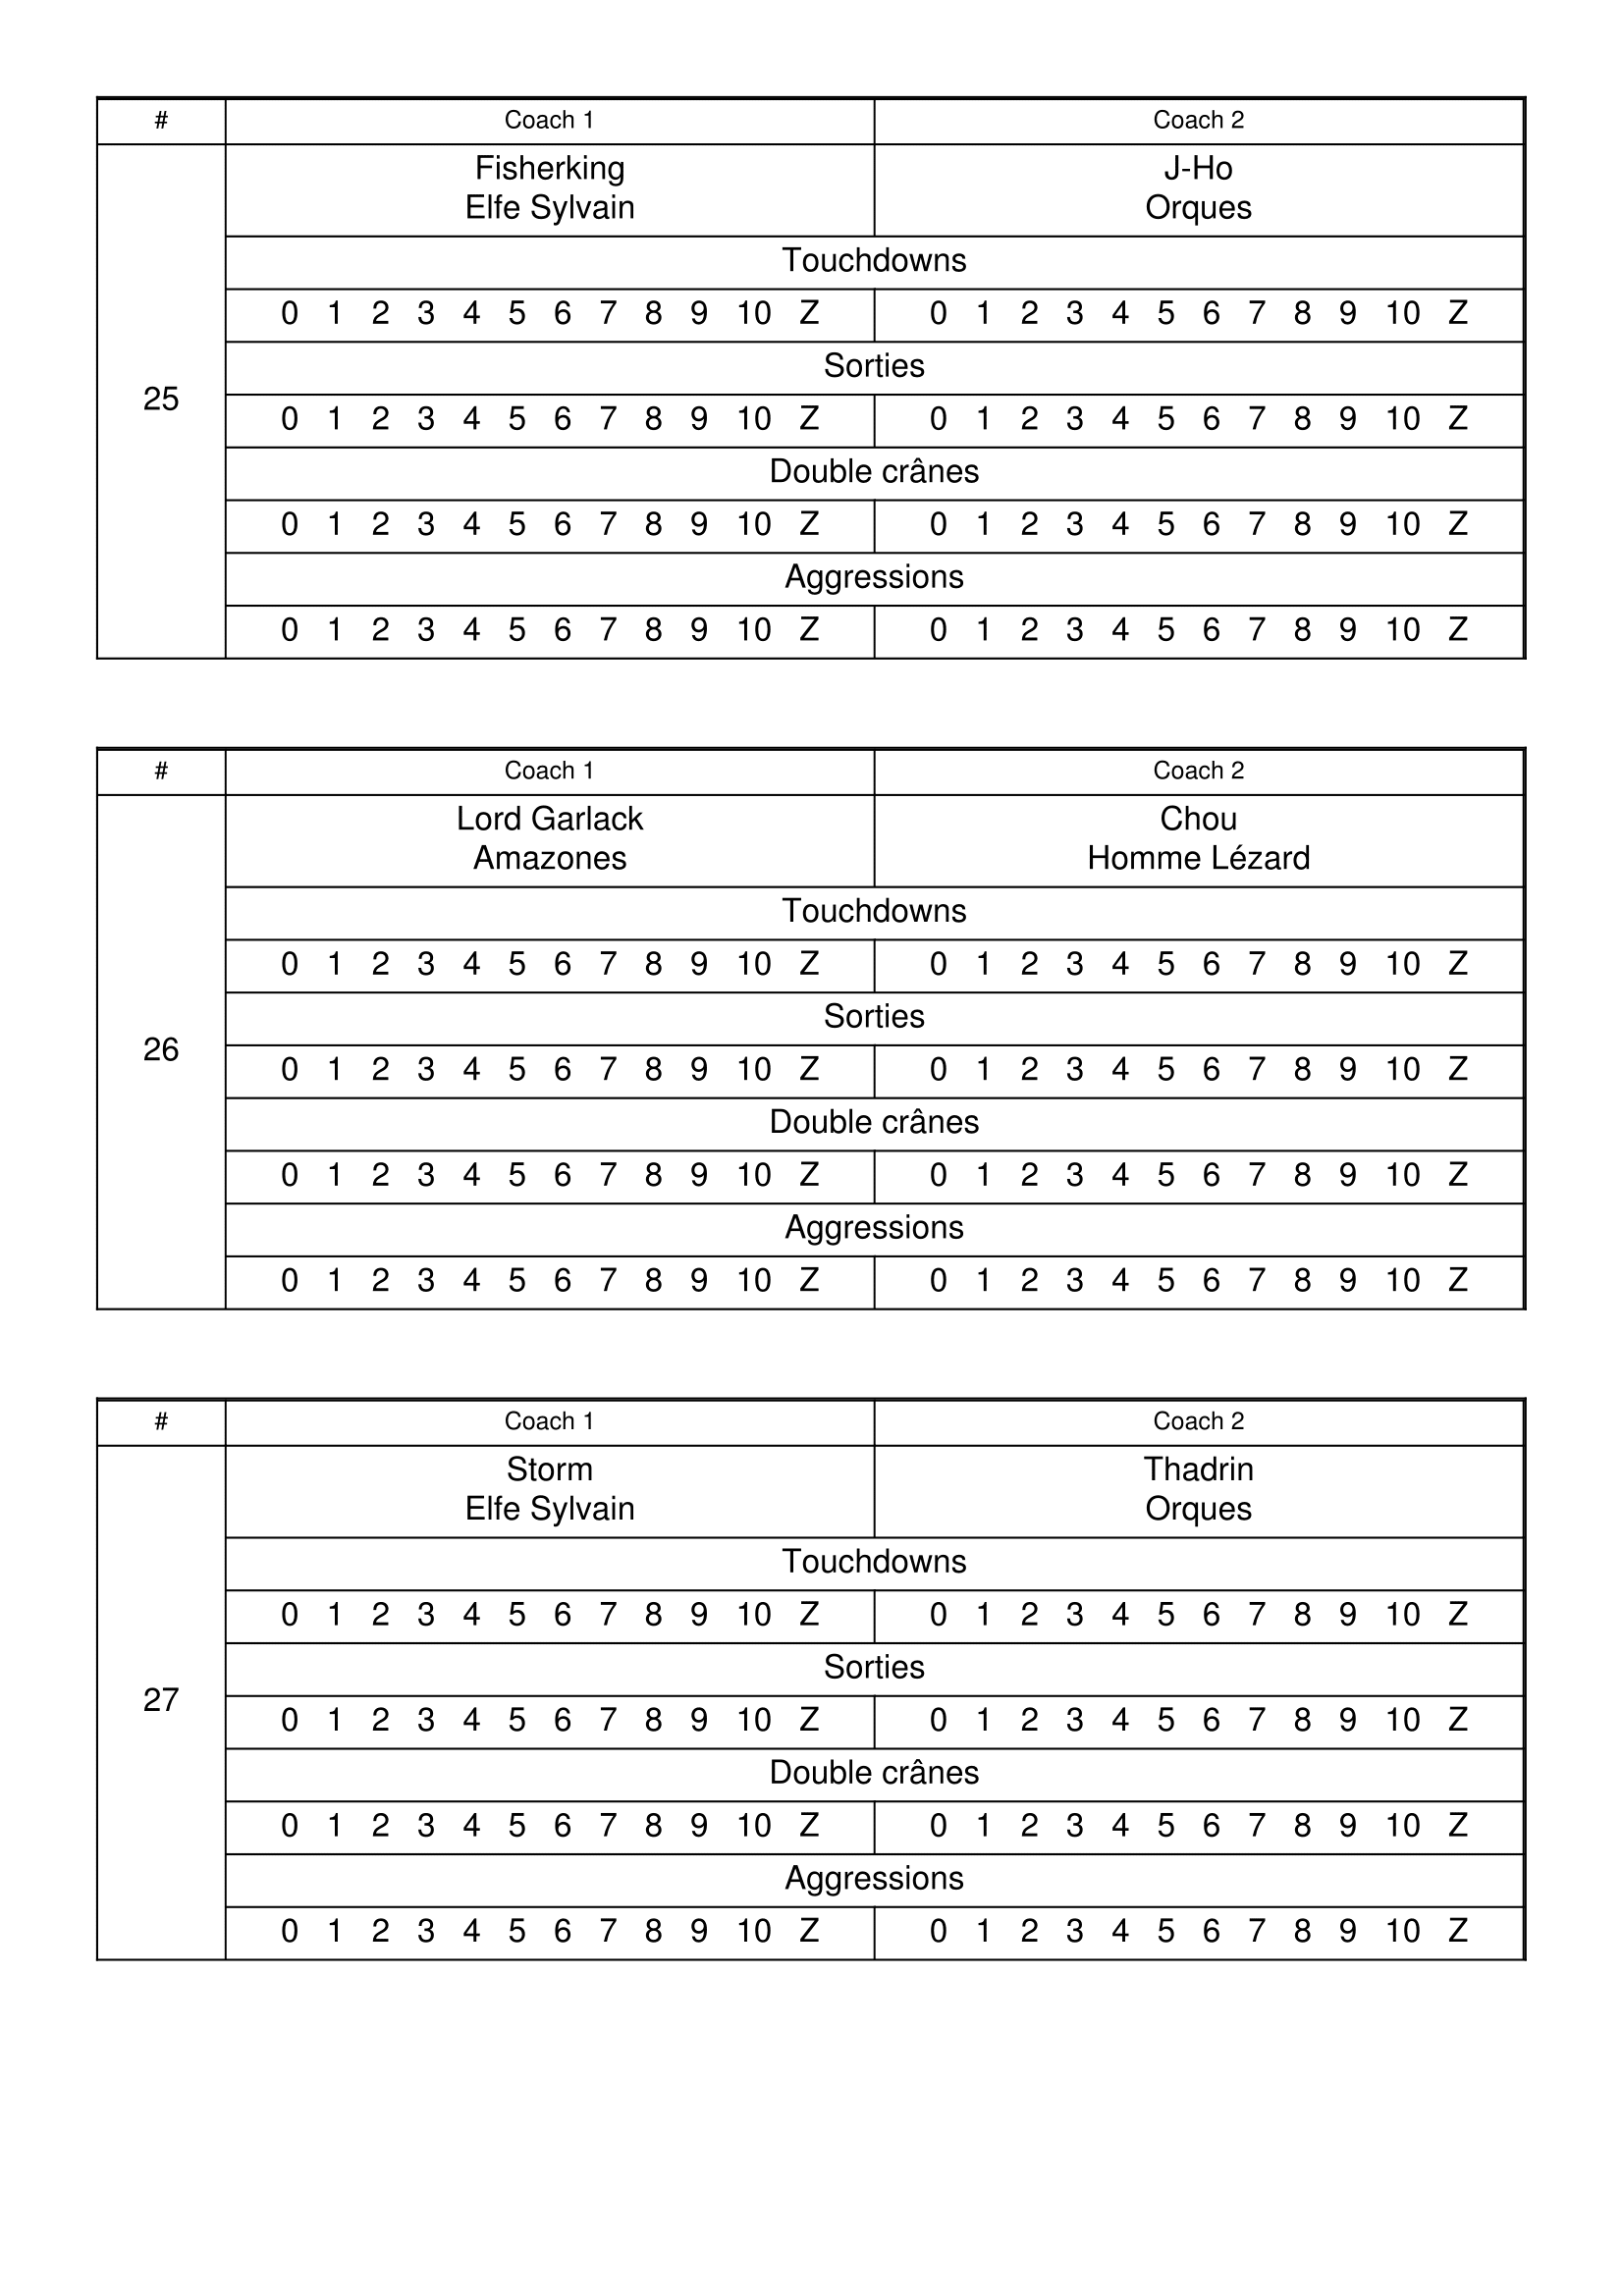 # Coach 1 Coach 2
Fisherking J-Ho
Elfe Sylvain Orques
Touchdowns
0 1 2 3 4 5 6 7 8 9 10 Z 0 1 2 3 4 5 6 7 8 9 10 Z
Sorties
25
0 1 2 3 4 5 6 7 8 9 10 Z 0 1 2 3 4 5 6 7 8 9 10 Z
Double crânes
0 1 2 3 4 5 6 7 8 9 10 Z 0 1 2 3 4 5 6 7 8 9 10 Z
Aggressions
0 1 2 3 4 5 6 7 8 9 10 Z 0 1 2 3 4 5 6 7 8 9 10 Z
# Coach 1 Coach 2
Lord Garlack Chou
Amazones Homme Lézard
Touchdowns
0 1 2 3 4 5 6 7 8 9 10 Z 0 1 2 3 4 5 6 7 8 9 10 Z
Sorties
26
0 1 2 3 4 5 6 7 8 9 10 Z 0 1 2 3 4 5 6 7 8 9 10 Z
Double crânes
0 1 2 3 4 5 6 7 8 9 10 Z 0 1 2 3 4 5 6 7 8 9 10 Z
Aggressions
0 1 2 3 4 5 6 7 8 9 10 Z 0 1 2 3 4 5 6 7 8 9 10 Z
# Coach 1 Coach 2
Storm Thadrin
Elfe Sylvain Orques
Touchdowns
0 1 2 3 4 5 6 7 8 9 10 Z 0 1 2 3 4 5 6 7 8 9 10 Z
Sorties
27
0 1 2 3 4 5 6 7 8 9 10 Z 0 1 2 3 4 5 6 7 8 9 10 Z
Double crânes
0 1 2 3 4 5 6 7 8 9 10 Z 0 1 2 3 4 5 6 7 8 9 10 Z
Aggressions
0 1 2 3 4 5 6 7 8 9 10 Z 0 1 2 3 4 5 6 7 8 9 10 Z